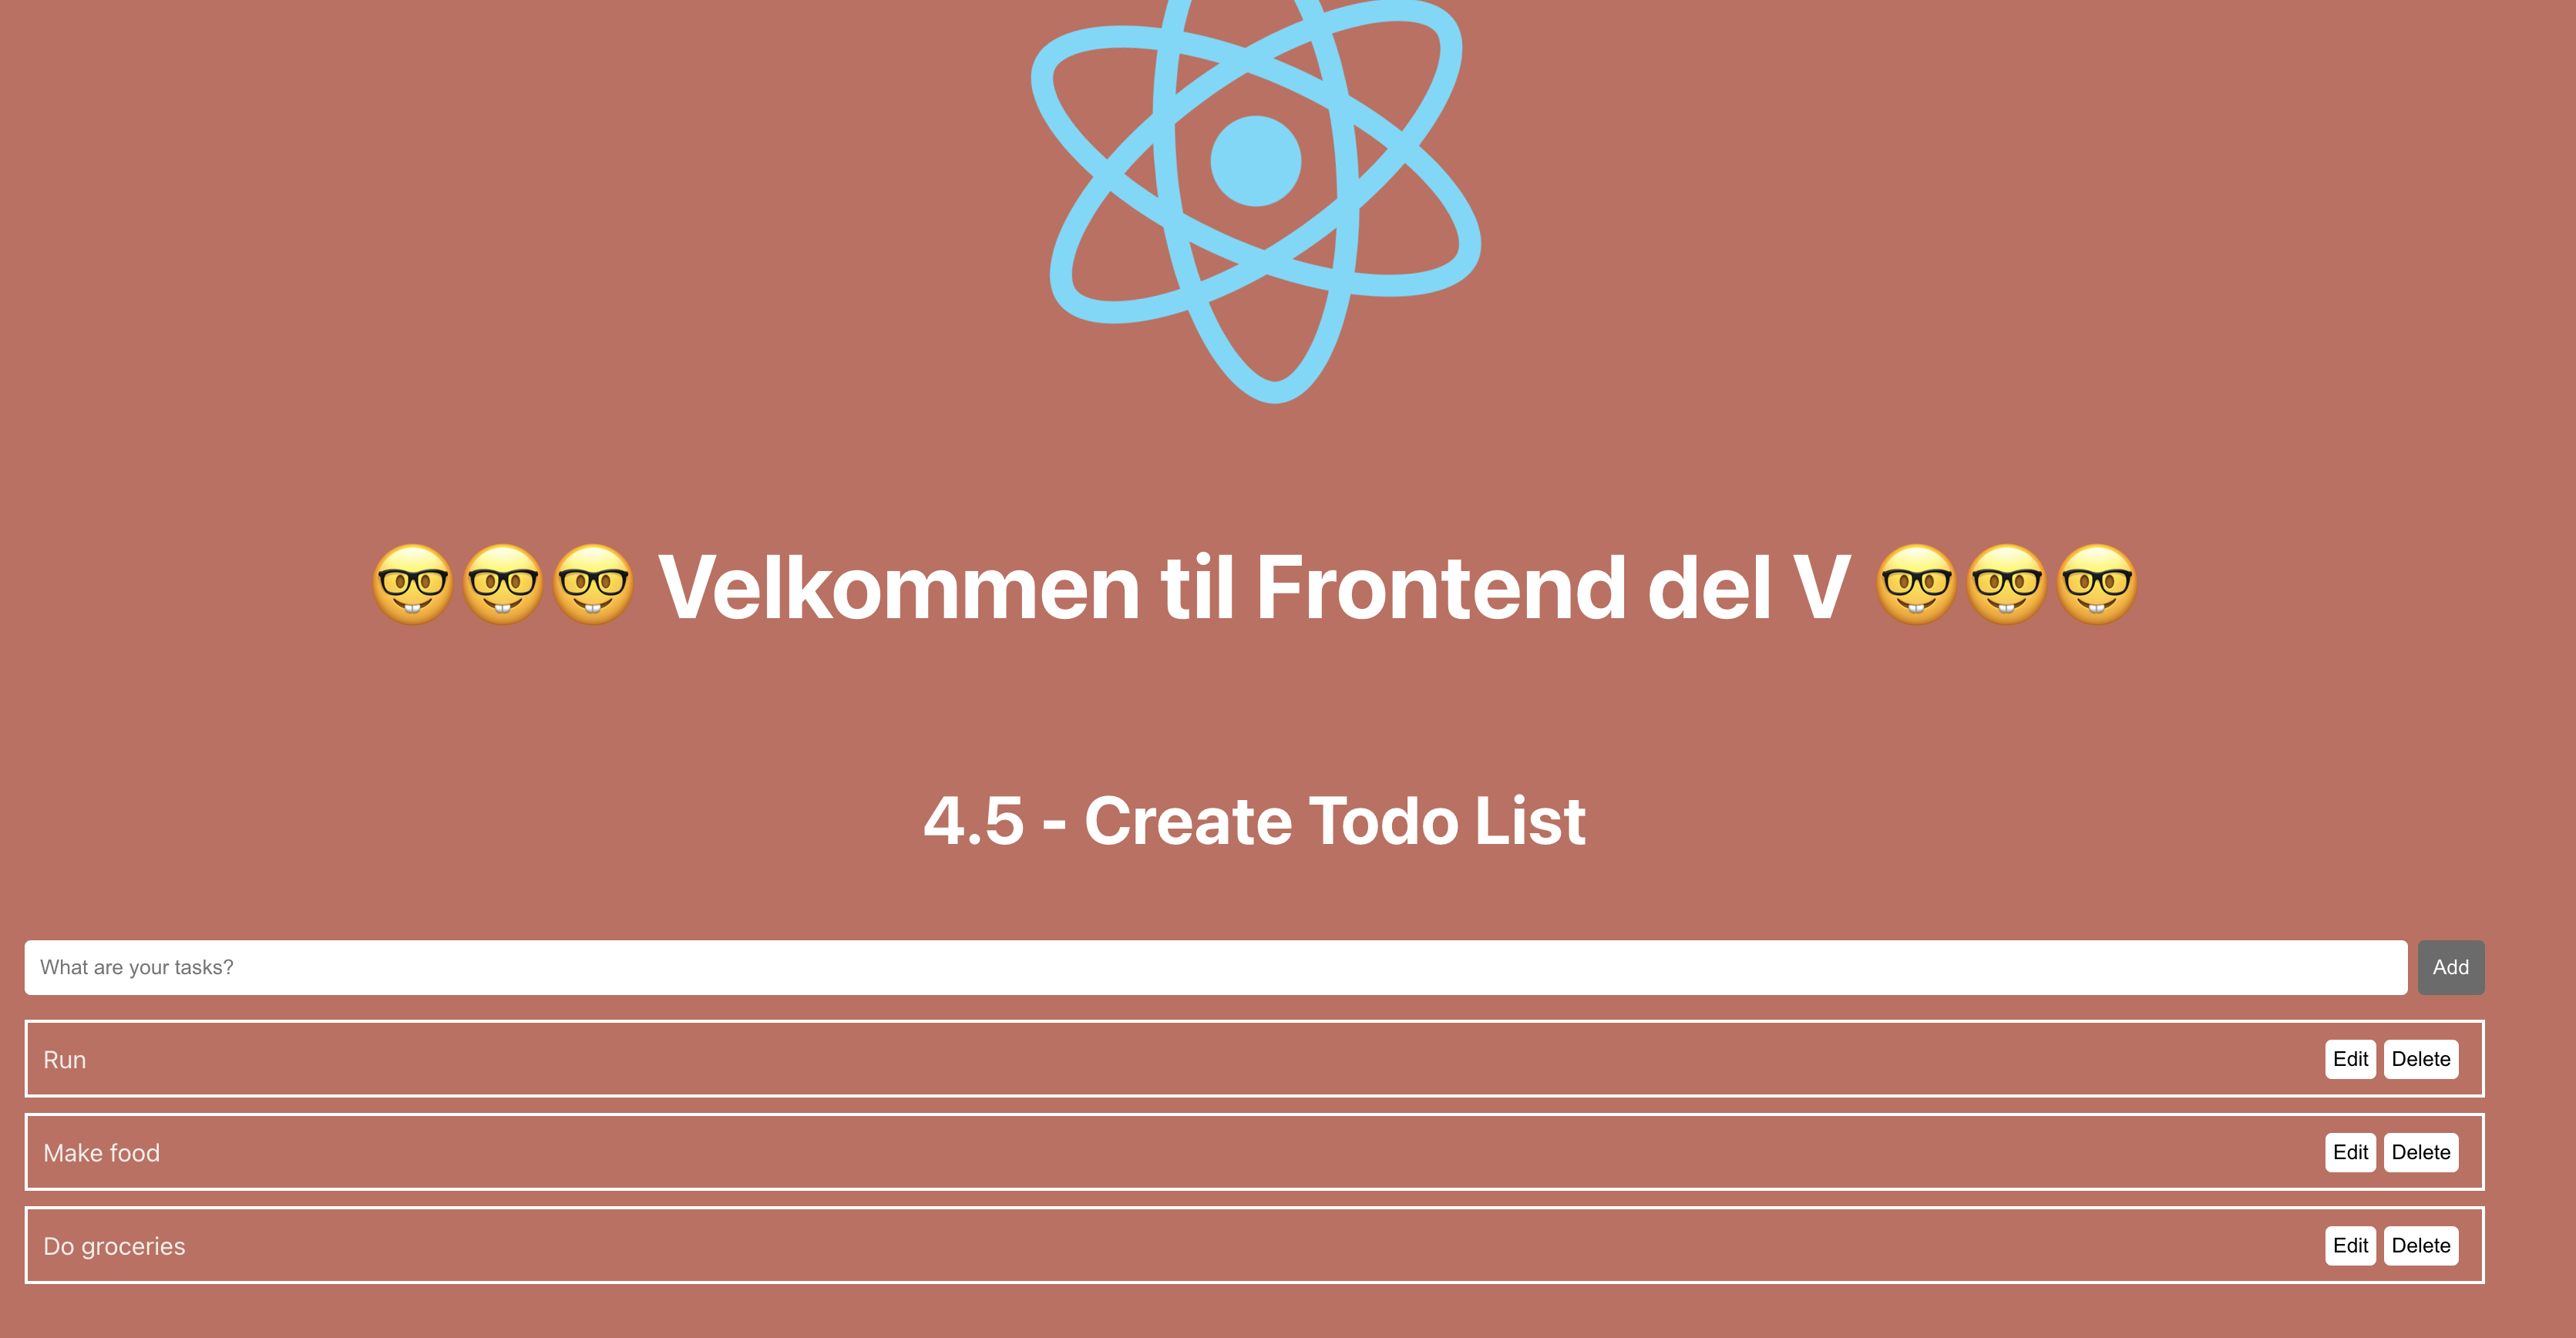 🤓🤓🤓 Velkommen til Frontend del V 🤓🤓🤓
4.5 - Create Todo List
What are your tasks? Add
Run Edit Delete
Make food Edit Delete
Do groceries Edit Delete